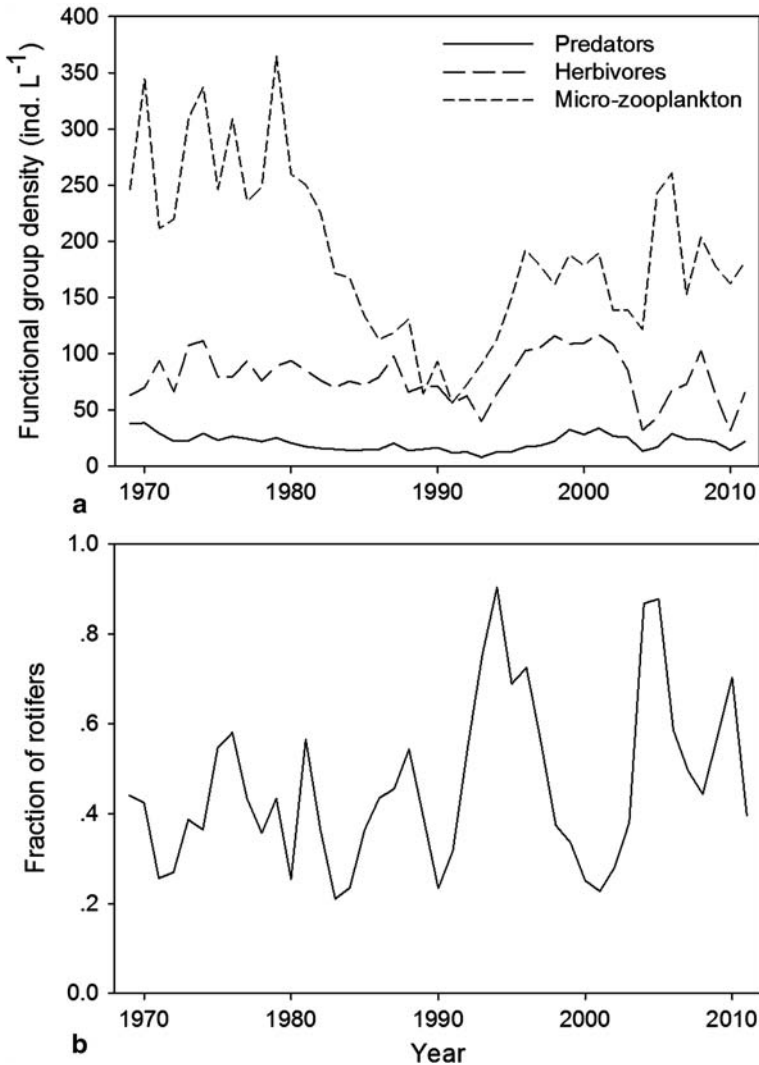 Functional group density (ind. L⁻¹)
400
350
300
250
200
150
100
50
0
Predators
Herbivores
Micro-zooplankton
1970 1980 1990 2000 2010
a
Fraction of rotifers
1.0
.8
.6
.4
.2
0.0
1970 1980 1990 2000 2010
b
Year